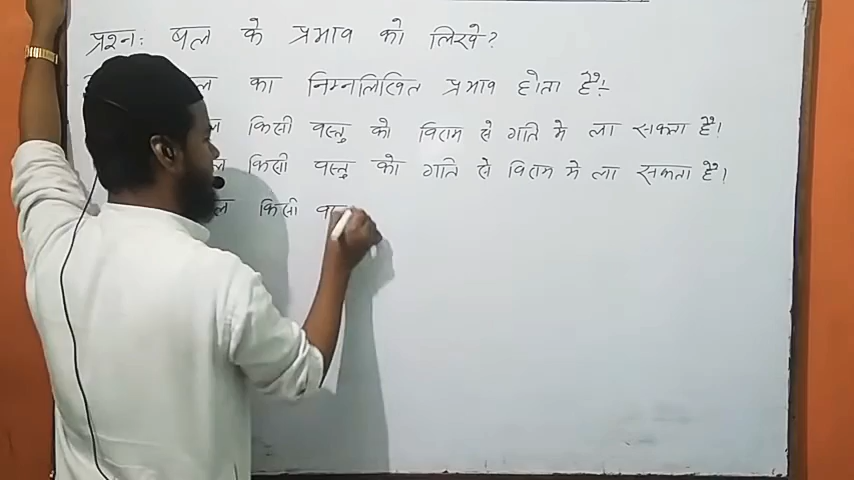 प्रश्न: बल के प्रभाव को लिखे?
का निम्नलिखित प्रभाव होता है:-
किसी वस्तु को विराम से गति मे ला सकता है।
किसी वस्तु को गति से विराम मे ला सकता है।
किसी